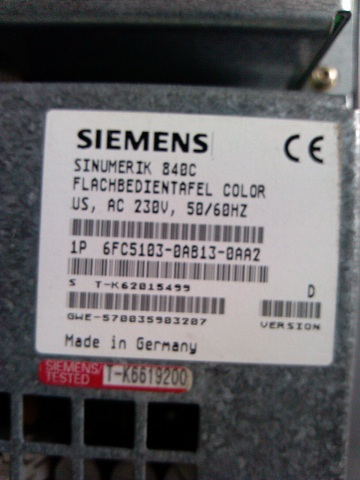 SIEMENS CE
SINUMERIK 840C
FLACHBEDIENTAFEL COLOR
US, AC 230V, 50/60HZ
1P 6FC5103-0AB13-0AA2
S T-K62015499 D
GWE-570035903207 VERSION
Made in Germany
SIEMENS TESTED T-K6619200